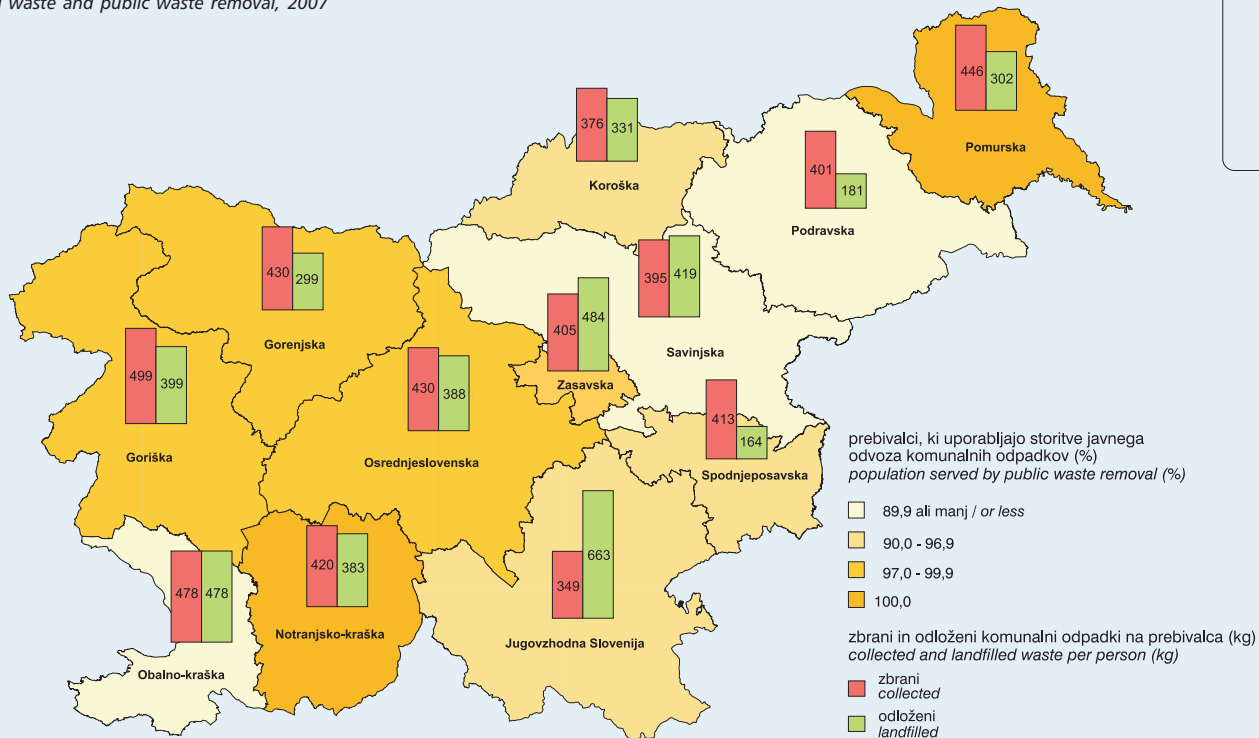 waste and public waste removal, 2007
446
302
Pomurska
376
331
Koroška
401
181
Podravska
430
299
Gorenjska
395
419
Savinjska
405
484
Zasavska
499
399
Goriška
430
388
Osrednjeslovenska
413
164
Spodnjeposavska
478
478
Obalno-kraška
420
383
Notranjsko-kraška
349
663
Jugovzhodna Slovenija
prebivalci, ki uporabljajo storitve javnega
odvoza komunalnih odpadkov (%)
population served by public waste removal (%)
89,9 ali manj / or less
90,0 - 96,9
97,0 - 99,9
100,0
zbrani in odloženi komunalni odpadki na prebivalca (kg)
collected and landfilled waste per person (kg)
zbrani
collected
odloženi
landfilled